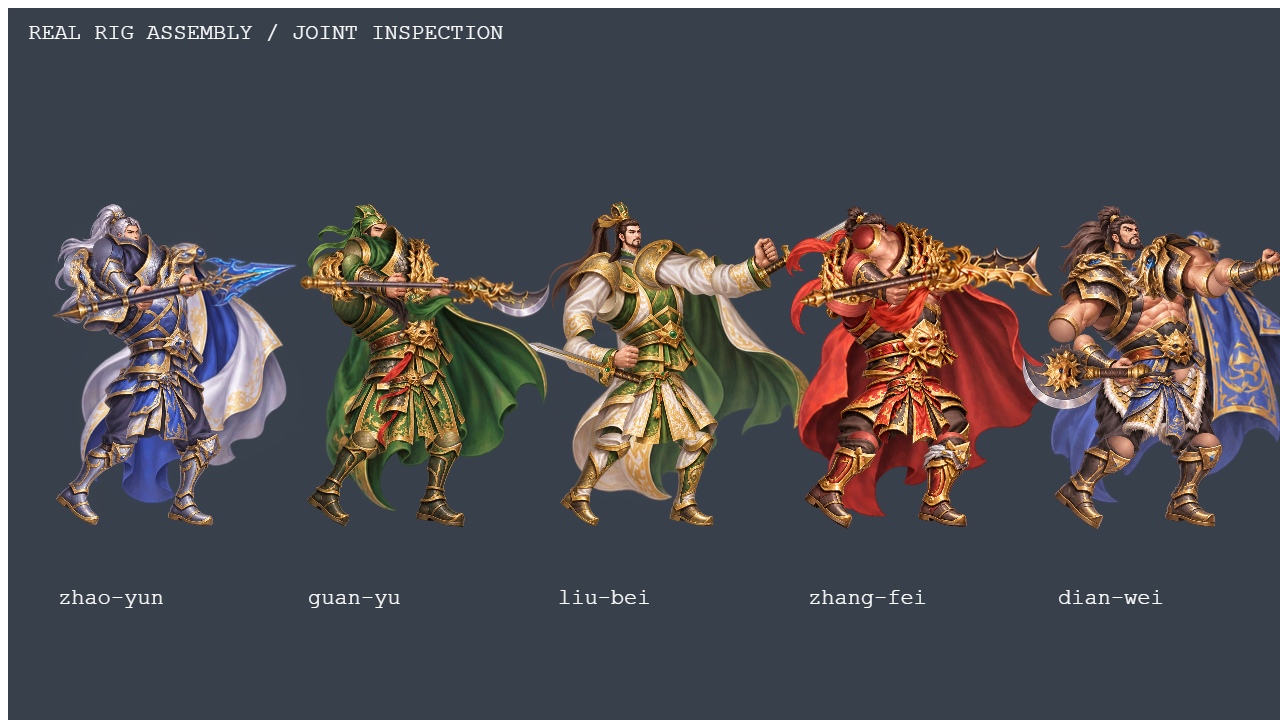 REAL RIG ASSEMBLY / JOINT INSPECTION
zhao-yun
guan-yu
liu-bei
zhang-fei
dian-wei